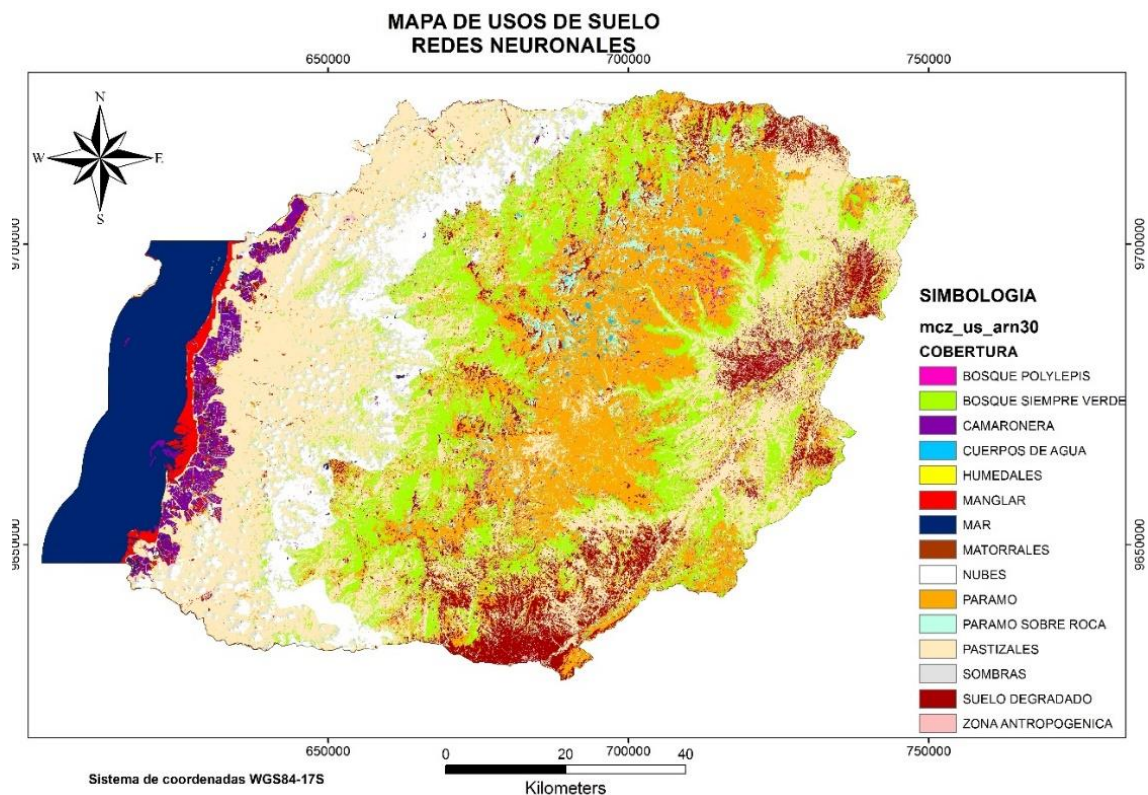 MAPA DE USOS DE SUELO
REDES NEURONALES
650000
700000
750000
N
W
E
S
9700000
9700000
9650000
9650000
SIMBOLOGIA
mcz_us_arn30
COBERTURA
BOSQUE POLYLEPIS
BOSQUE SIEMPRE VERDE
CAMARONERA
CUERPOS DE AGUA
HUMEDALES
MANGLAR
MAR
MATORRALES
NUBES
PARAMO
PARAMO SOBRE ROCA
PASTIZALES
SOMBRAS
SUELO DEGRADADO
ZONA ANTROPOGENICA
650000
700000
750000
0
20
40
Kilometers
Sistema de coordenadas WGS84-17S